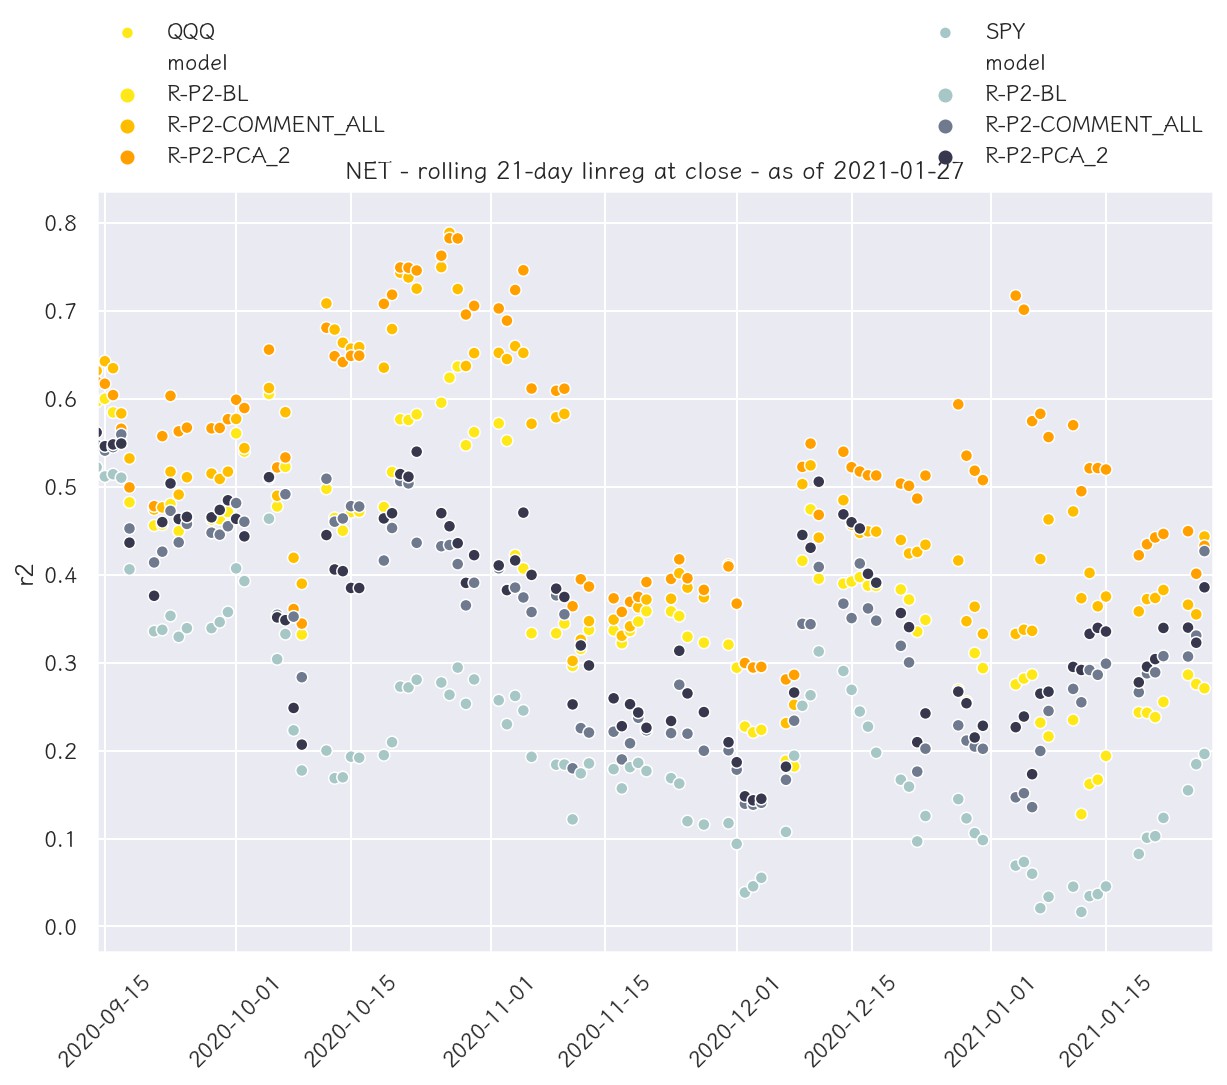 QQQ
model
R-P2-BL
R-P2-COMMENT_ALL
R-P2-PCA_2
SPY
model
R-P2-BL
R-P2-COMMENT_ALL
R-P2-PCA_2
NET - rolling 21-day linreg at close - as of 2021-01-27
r2
0.8
0.7
0.6
0.5
0.4
0.3
0.2
0.1
0.0
2020-09-15
2020-10-01
2020-10-15
2020-11-01
2020-11-15
2020-12-01
2020-12-15
2021-01-01
2021-01-15